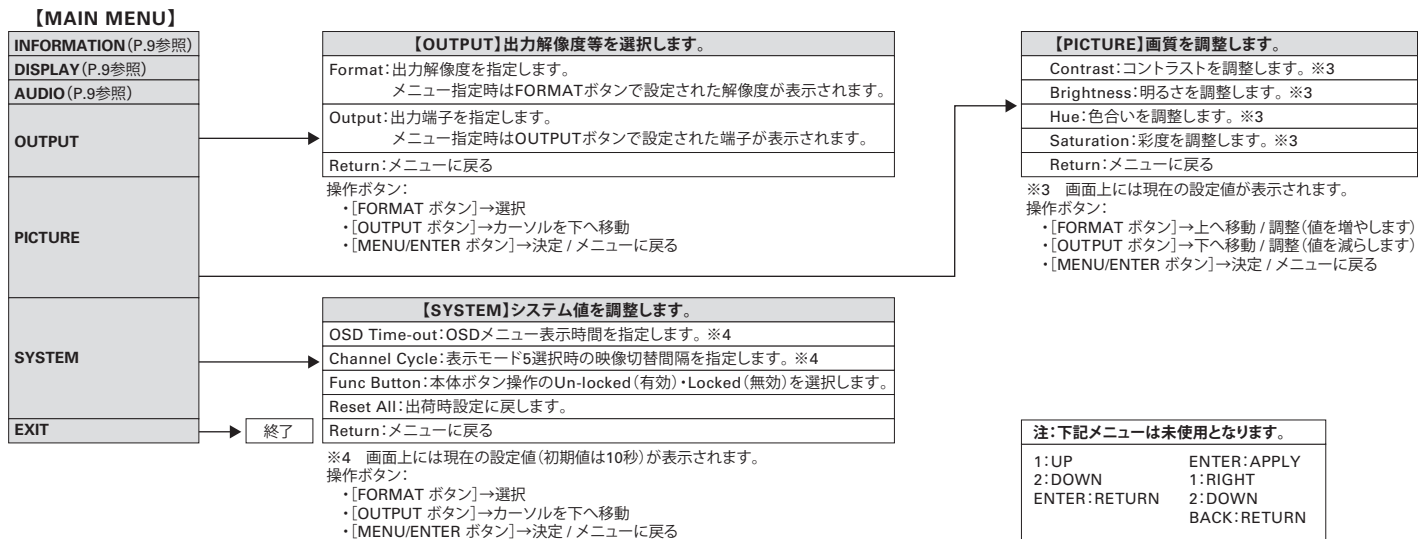 【MAIN MENU】
INFORMATION(P.9参照)
DISPLAY(P.9参照)
AUDIO(P.9参照)
OUTPUT
PICTURE
SYSTEM
EXIT
終了
【OUTPUT】出力解像度等を選択します。
Format:出力解像度を指定します。
メニュー指定時はFORMATボタンで設定された解像度が表示されます。
Output:出力端子を指定します。
メニュー指定時はOUTPUTボタンで設定された端子が表示されます。
Return:メニューに戻る
操作ボタン:
・[FORMAT ボタン]→選択
・[OUTPUT ボタン]→カーソルを下へ移動
・[MENU/ENTER ボタン]→決定 / メニューに戻る
【SYSTEM】システム値を調整します。
OSD Time-out:OSDメニュー表示時間を指定します。※4
Channel Cycle:表示モード5選択時の映像切替間隔を指定します。※4
Func Button:本体ボタン操作のUn-locked(有効)・Locked(無効)を選択します。
Reset All:出荷時設定に戻します。
Return:メニューに戻る
※4 画面上には現在の設定値(初期値は10秒)が表示されます。
操作ボタン:
・[FORMAT ボタン]→選択
・[OUTPUT ボタン]→カーソルを下へ移動
・[MENU/ENTER ボタン]→決定 / メニューに戻る
【PICTURE】画質を調整します。
Contrast:コントラストを調整します。※3
Brightness:明るさを調整します。※3
Hue:色合いを調整します。※3
Saturation:彩度を調整します。※3
Return:メニューに戻る
※3 画面上には現在の設定値が表示されます。
操作ボタン:
・[FORMAT ボタン]→上へ移動 / 調整(値を増やします)
・[OUTPUT ボタン]→下へ移動 / 調整(値を減らします)
・[MENU/ENTER ボタン]→決定 / メニューに戻る
注:下記メニューは未使用となります。
1:UP
2:DOWN
ENTER:RETURN
ENTER:APPLY
1:RIGHT
2:DOWN
BACK:RETURN